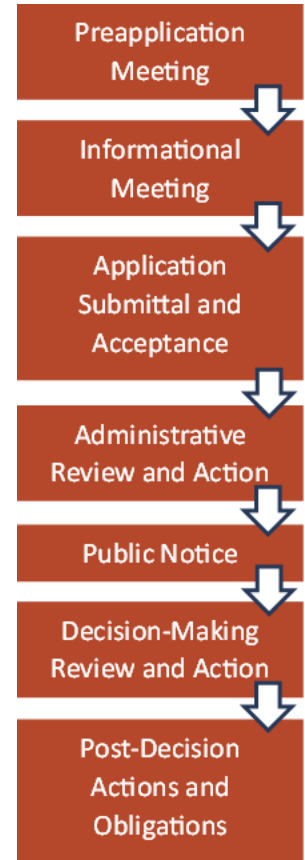 Preapplication
Meeting
Informational
Meeting
Application
Submittal and
Acceptance
Administrative
Review and Action
Public Notice
Decision-Making
Review and Action
Post-Decision
Actions and
Obligations